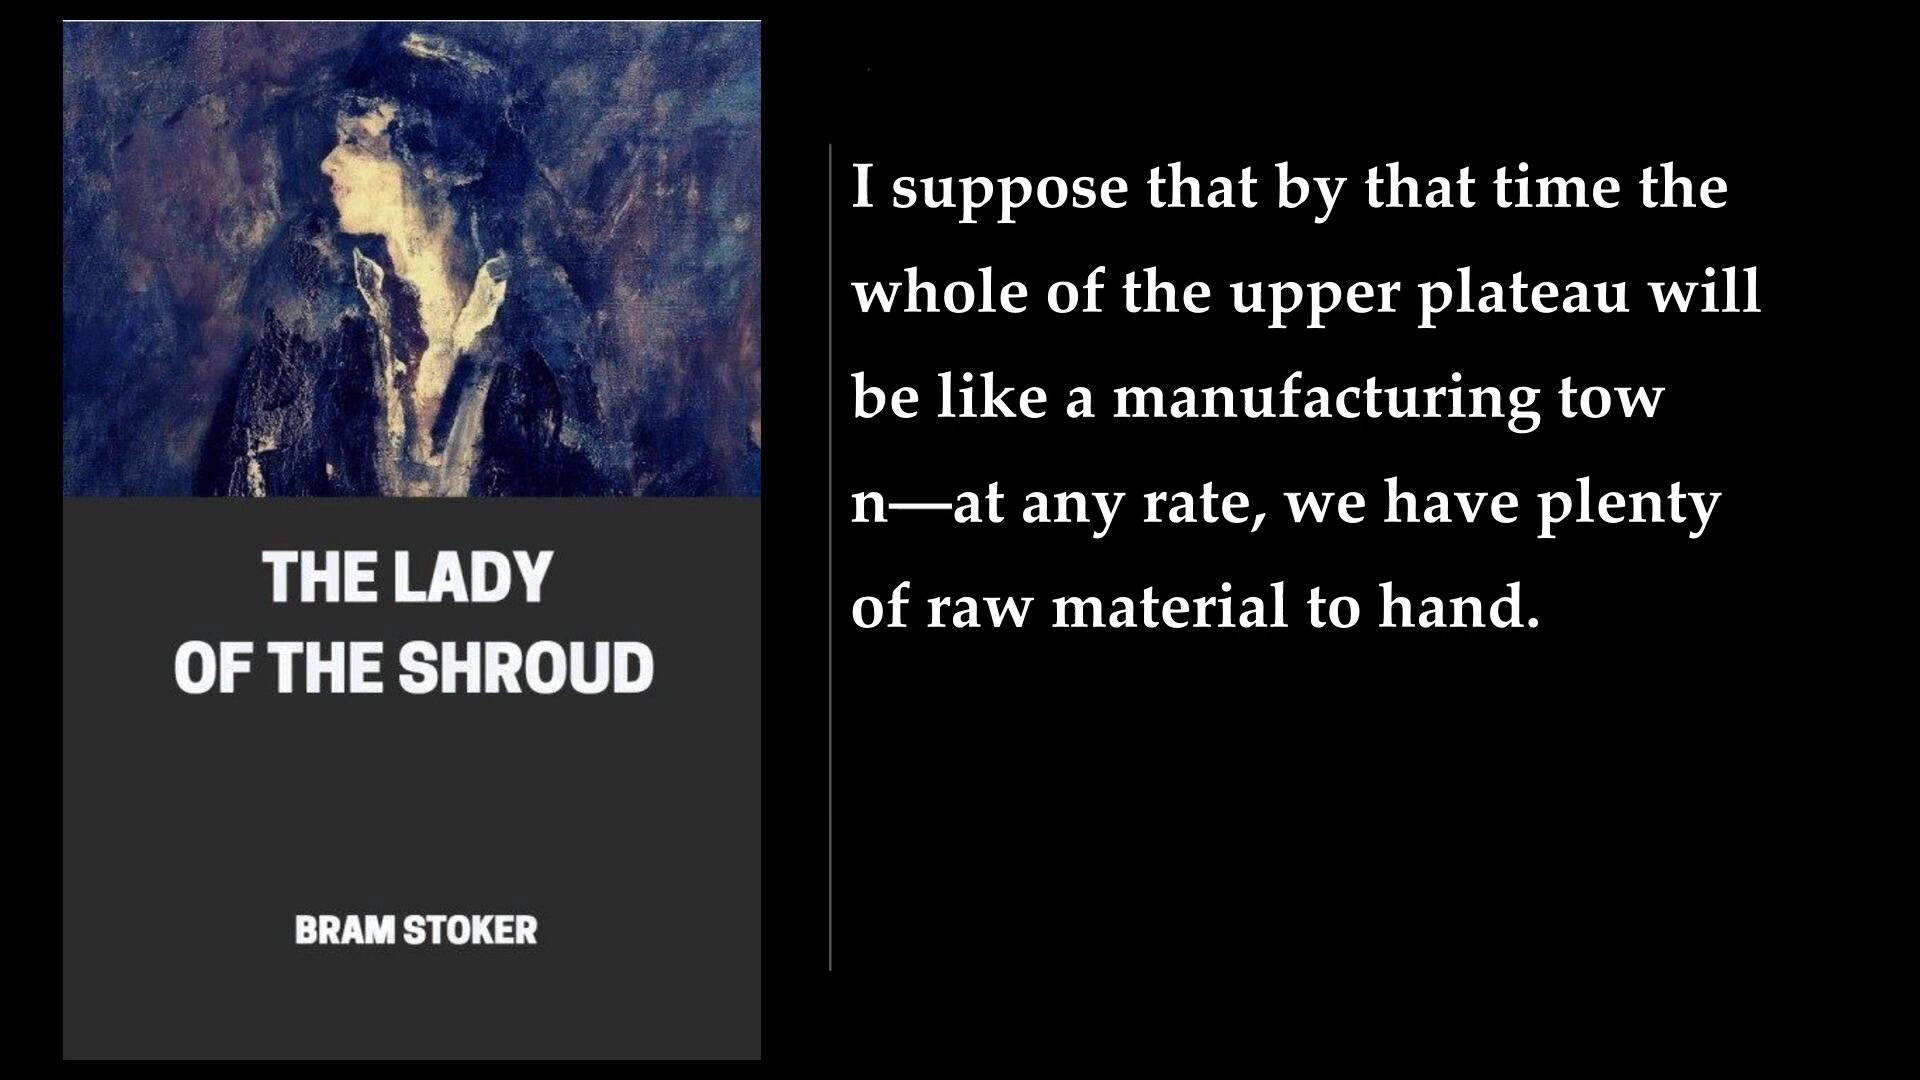 THE LADY
OF THE SHROUD
BRAM STOKER
I suppose that by that time the
whole of the upper plateau will
be like a manufacturing tow
n—at any rate, we have plenty
of raw material to hand.